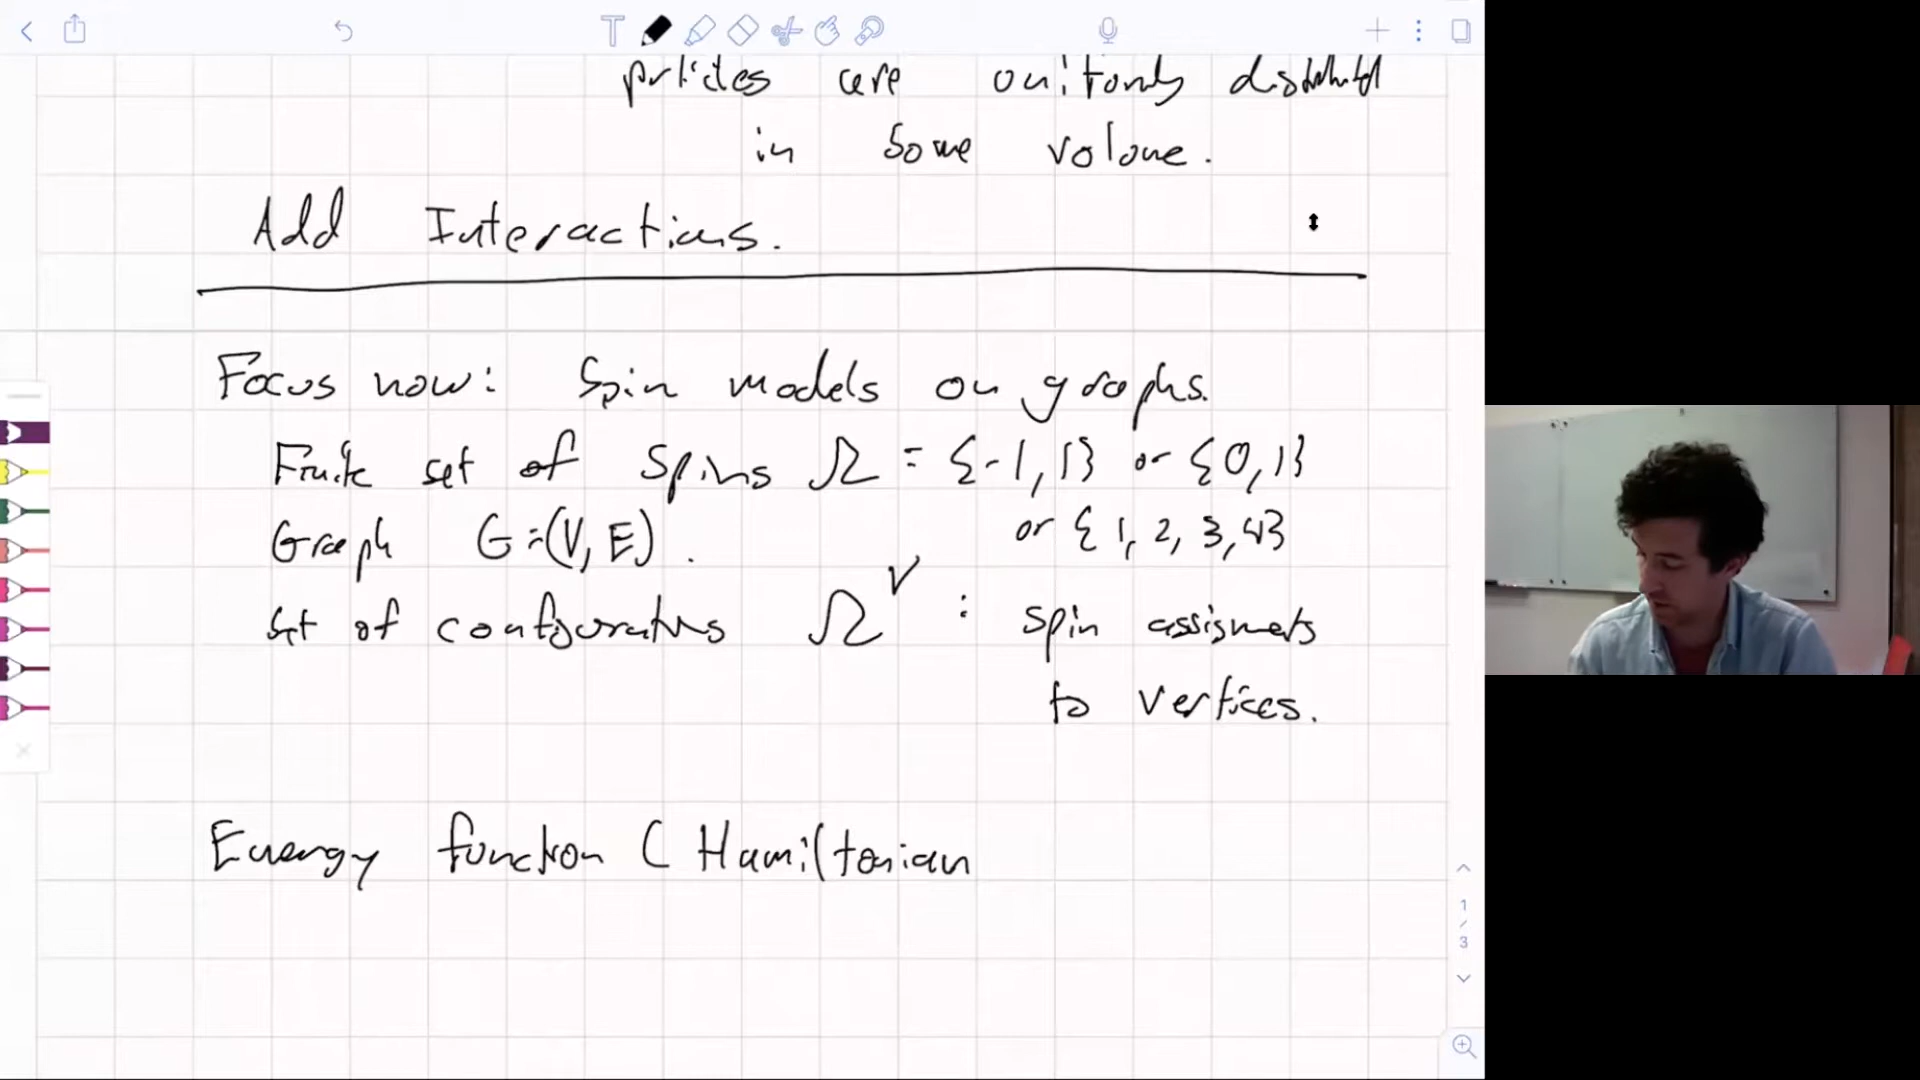 particles are uniformly distributed
in some volume.
Add Interactions.
Focus now: Spin models on graphs.
Finite set of spins Ω = {-1, 1} or {0, 1}
or {1, 2, 3, 4}
Graph G=(V, E).
Set of configurations Ω^V : spin assignments
to vertices.
Energy function ( Hamiltonian
1
/
3